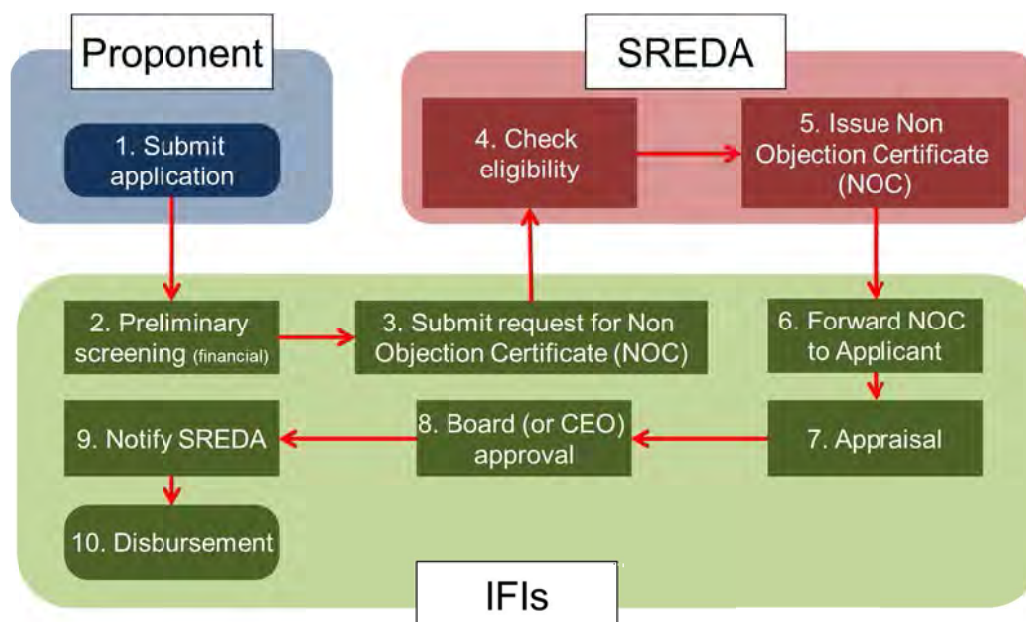 Proponent
1. Submit
application
SREDA
4. Check
eligibility
5. Issue Non
Objection Certificate
(NOC)
2. Preliminary
screening (financial)
3. Submit request for Non
Objection Certificate (NOC)
6. Forward NOC
to Applicant
9. Notify SREDA
8. Board (or CEO)
approval
7. Appraisal
10. Disbursement
IFIs